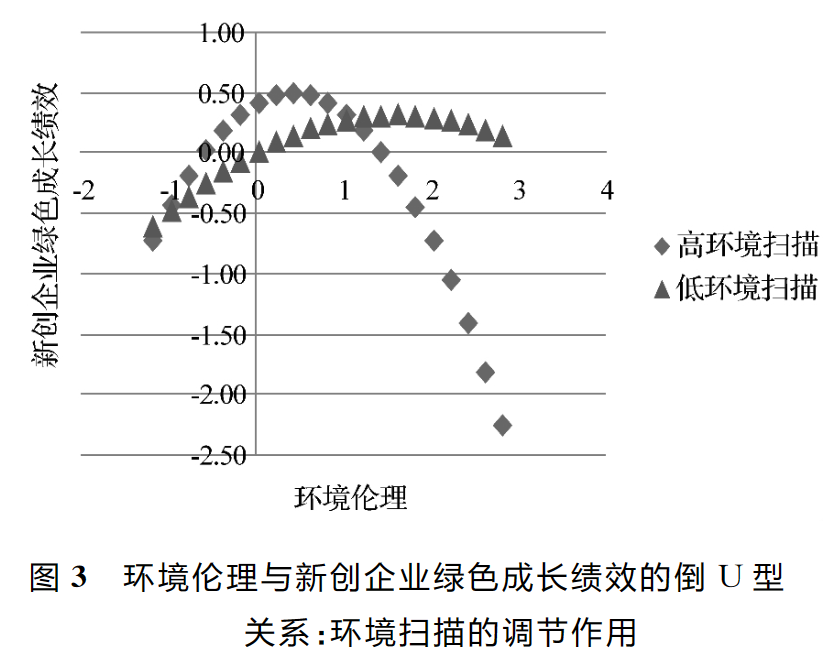 1.00
0.50
0.00
-2 -1 0 1 2 3 4
-0.50
-1.00
-1.50
-2.00
-2.50
新创企业绿色成长绩效
高环境扫描
低环境扫描
环境伦理
图 3 环境伦理与新创企业绿色成长绩效的倒 U 型
关系:环境扫描的调节作用